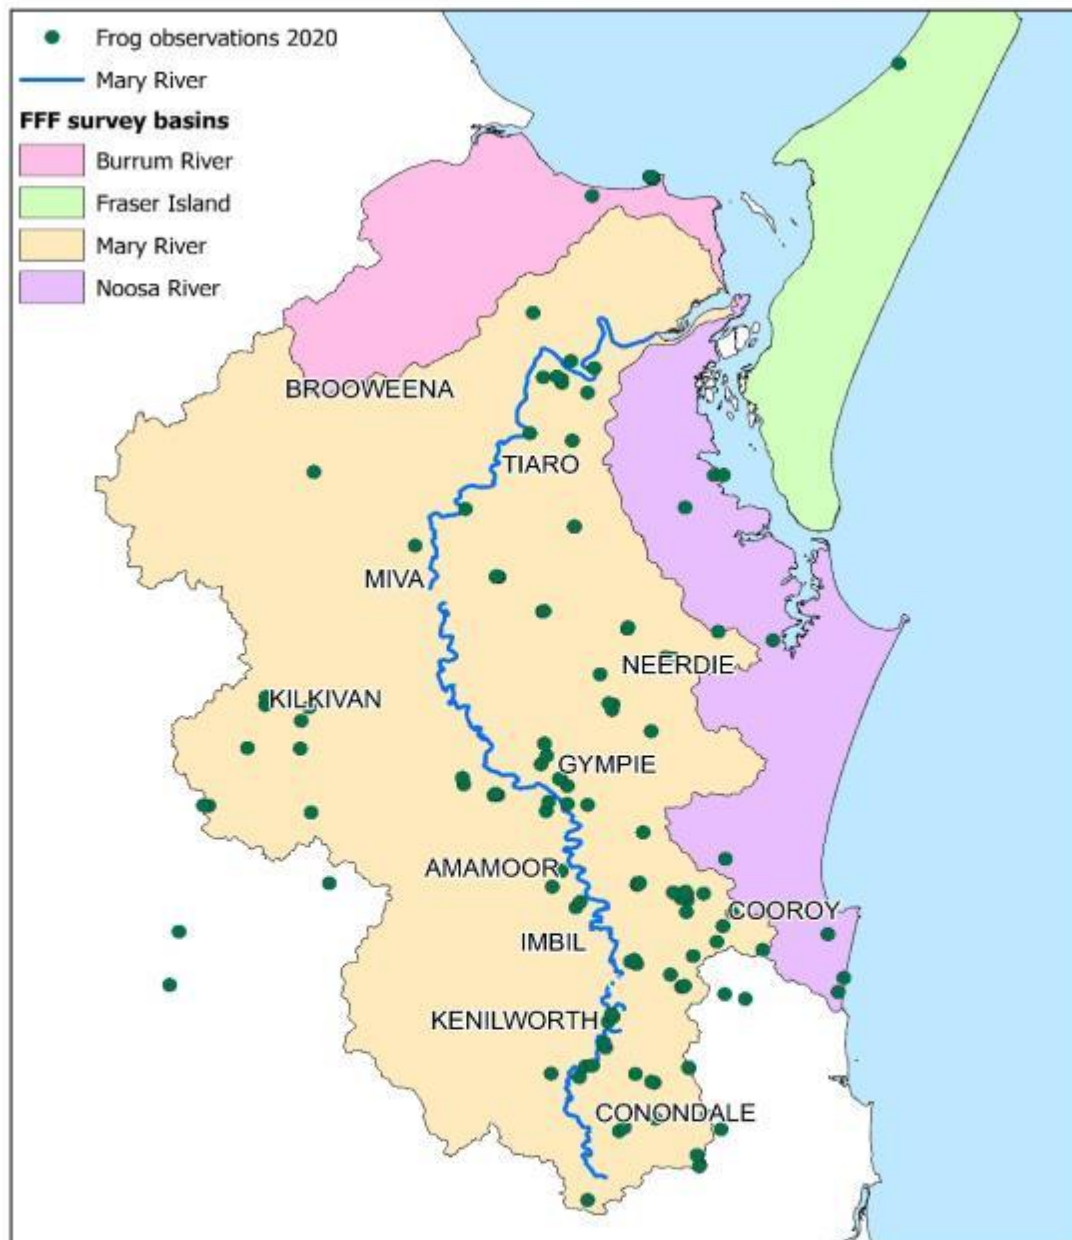 Frog observations 2020
Mary River
FFF survey basins
Burrum River
Fraser Island
Mary River
Noosa River
BROOWEENA
TIARO
MIVA
NEERDIE
KILKIVAN
GYMPIE
AMAMOOR
COOROY
IMBIL
KENILWORTH
CONONDALE